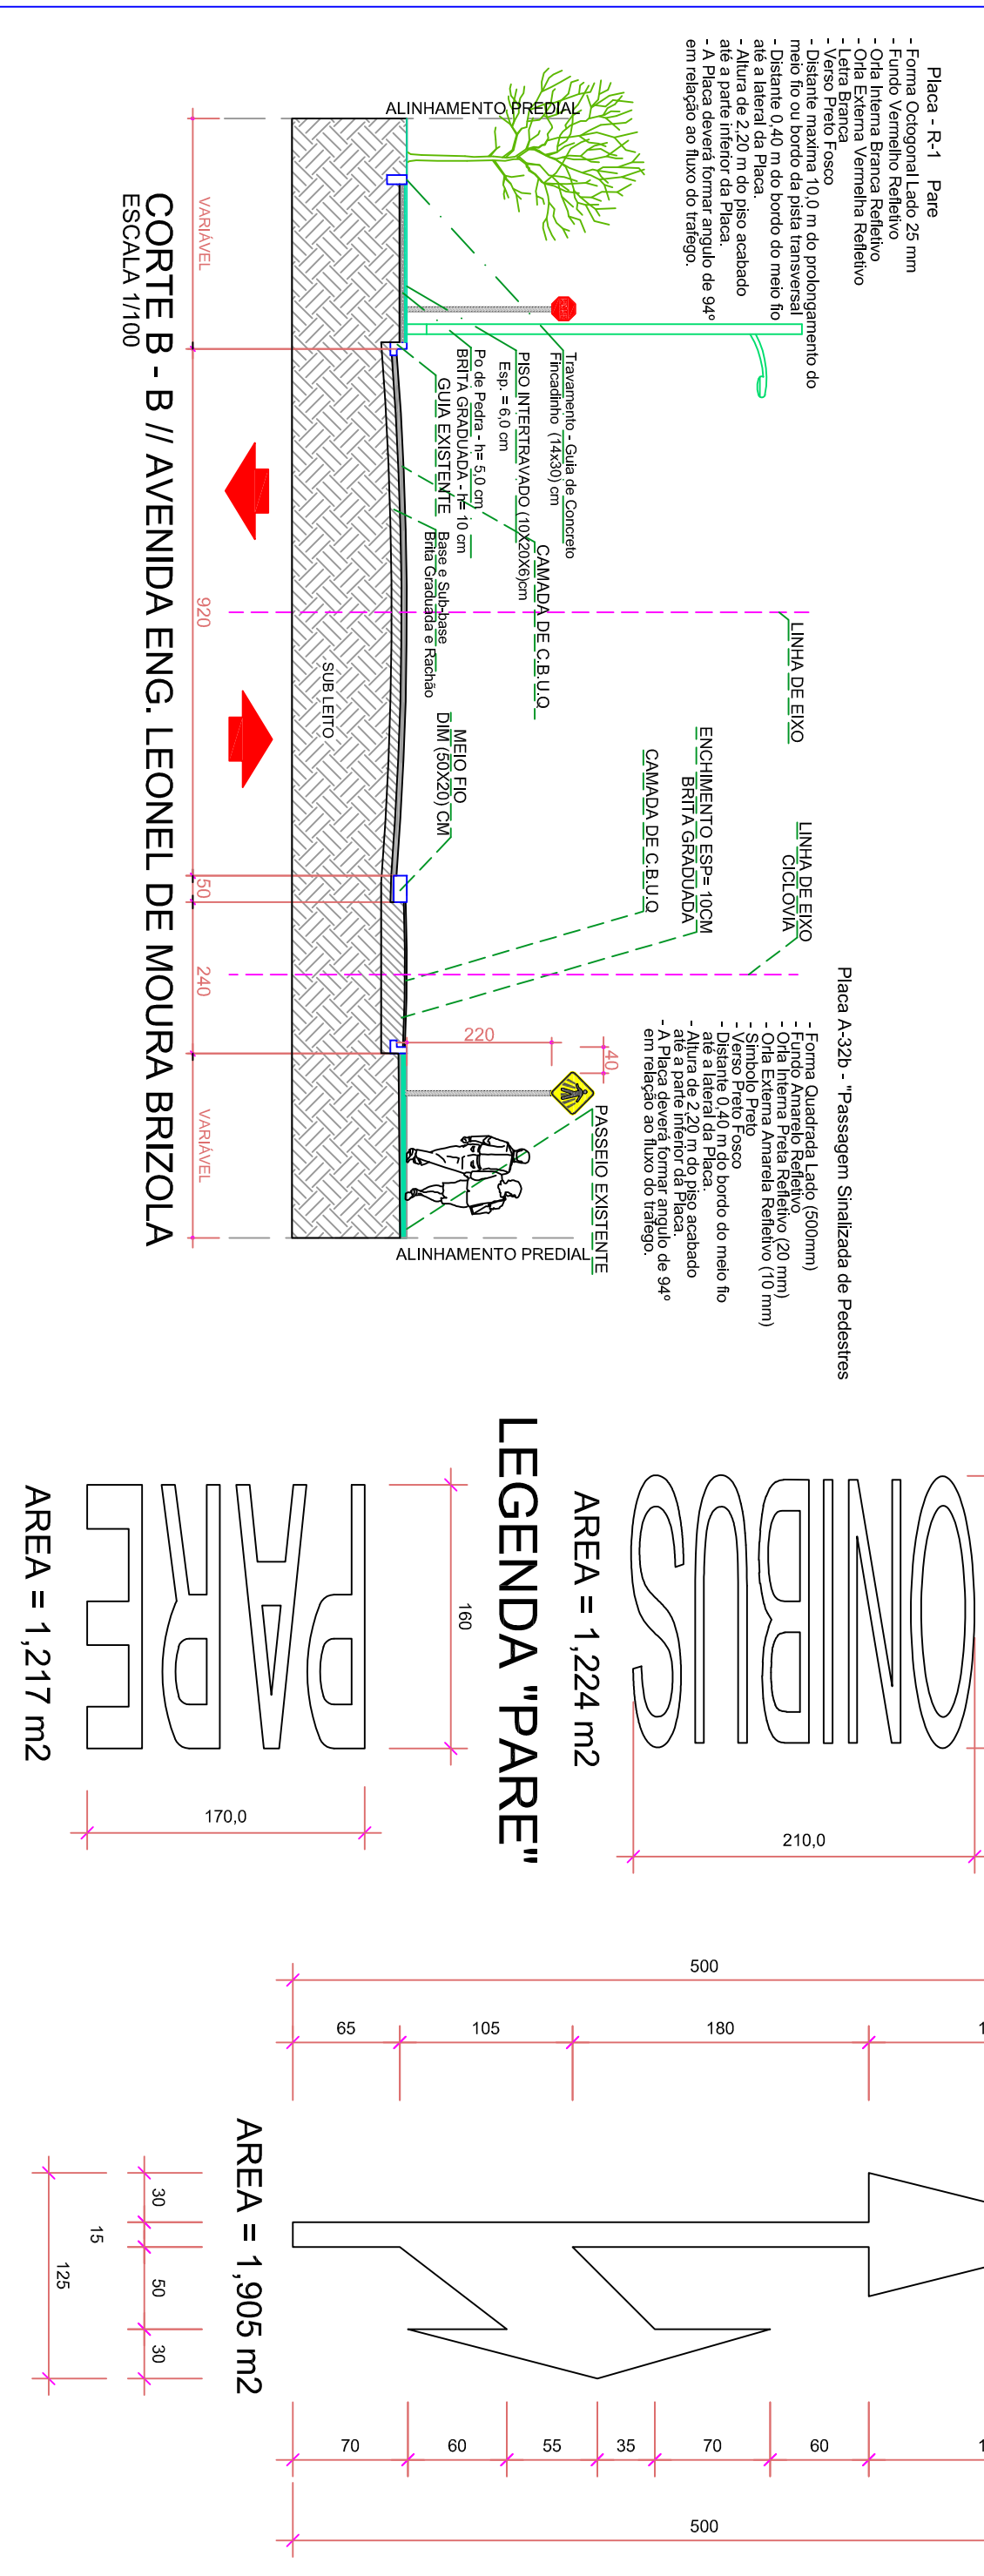 Placa - R-1    Pare
- Forma Octogonal Lado 25 mm
- Fundo Vermelho Refletivo
- Orla Interna Branca Refletivo
- Orla Externa Vermelha Refletivo
- Letra Branca
- Verso Preto Fosco
- Distante maxima 10,0 m do prolongamento do
meio fio ou bordo da pista transversal
- Distante 0,40 m do bordo do meio fio
até a lateral da Placa.
- Altura de 2,20 m do piso acabado
até a parte inferior da Placa.
- A Placa deverá formar angulo de 94º
em relação ao fluxo do trafego.
ALINHAMENTO PREDIAL
Travamento - Guia de Concreto
Fincadinho (14x30) cm
PISO INTERTRAVADO (10X20X6)cm
Esp. = 6,0 cm
Po de Pedra - h= 5,0 cm
BRITA GRADUADA - h= 10 cm
GUIA EXISTENTE
CAMADA DE C.B.U.Q
Base e Sub-base
Brita Graduada e Rachão
LINHA DE EIXO
MEIO FIO
DIM (50X20) CM
ENCHIMENTO ESP= 10CM
BRITA GRADUADA
CAMADA DE C.B.U.Q
LINHA DE EIXO
CICLOVIA
Placa A-32b - "Passagem Sinalizada de Pedestres
- Forma Quadrada Lado (500mm)
- Fundo Amarelo Refletivo
- Orla Interna Preta Refletivo (20 mm)
- Orla Externa Amarela Refletivo (10 mm)
- Simbolo Preto
- Verso Preto Fosco
- Distante 0,40 m do bordo do meio fio
até a lateral da Placa.
- Altura de 2,20 m do piso acabado
até a parte inferior da Placa.
- A Placa deverá formar angulo de 94º
em relação ao fluxo do trafego.
220
40
PASSEIO EXISTENTE
ALINHAMENTO PREDIAL
SUB LEITO
VARIÁVEL
920
50
240
VARIÁVEL
CORTE B - B // AVENIDA ENG. LEONEL DE MOURA BRIZOLA
ESCALA 1/100
ONIBUS
210,0
AREA = 1,224 m2
LEGENDA "PARE"
160
PARE
170,0
AREA = 1,217 m2
500
65
105
180
AREA = 1,905 m2
30
50
30
15
125
70
60
55
35
70
60
500